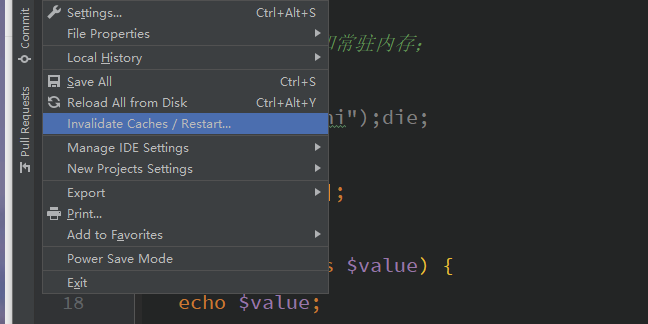 Commit
Pull Requests
Settings... Ctrl+Alt+S
File Properties
Local History
Save All Ctrl+S
Reload All from Disk Ctrl+Alt+Y
Invalidate Caches / Restart...
Manage IDE Settings
New Projects Settings
Export
Print...
Add to Favorites
Power Save Mode
Exit
常驻内存；
");die;
];
$value) {
18 echo $value;